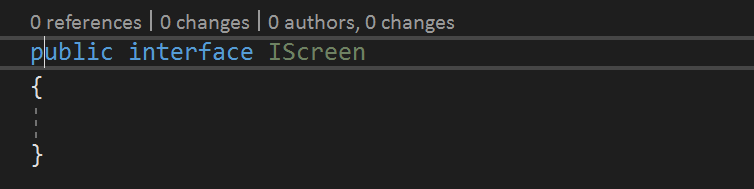 0 references | 0 changes | 0 authors, 0 changes
public interface IScreen
{
}